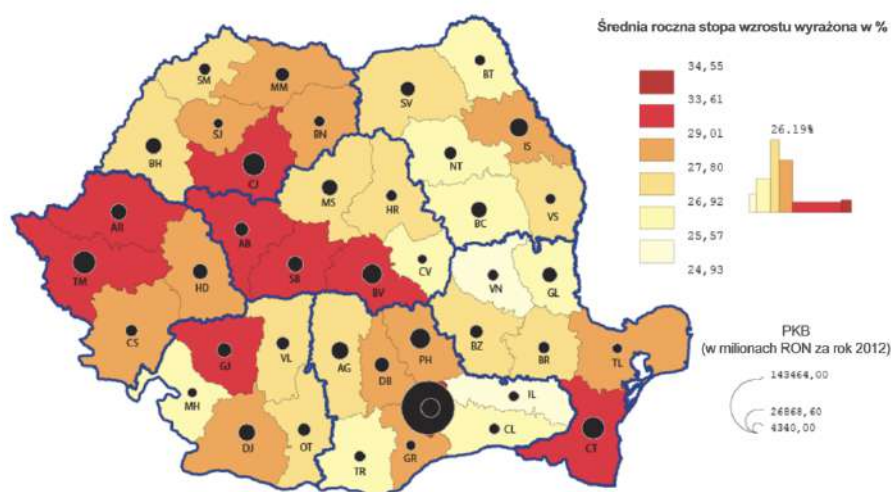 Średnia roczna stopa wzrostu wyrażona w %
34,55
33,61
29,01
27,80
26,92
25,57
24,93
26.19%
PKB
(w milionach RON za rok 2012)
143464,00
26868,60
4340,00
SM
MM
BT
SV
SJ
BN
IS
BH
CJ
NT
MS
HR
BC
VS
AR
AB
TM
HD
SB
BV
CV
VN
GL
CS
GJ
VL
AG
DB
PH
BZ
BR
TL
MH
IL
DJ
OT
TR
GR
CL
CT